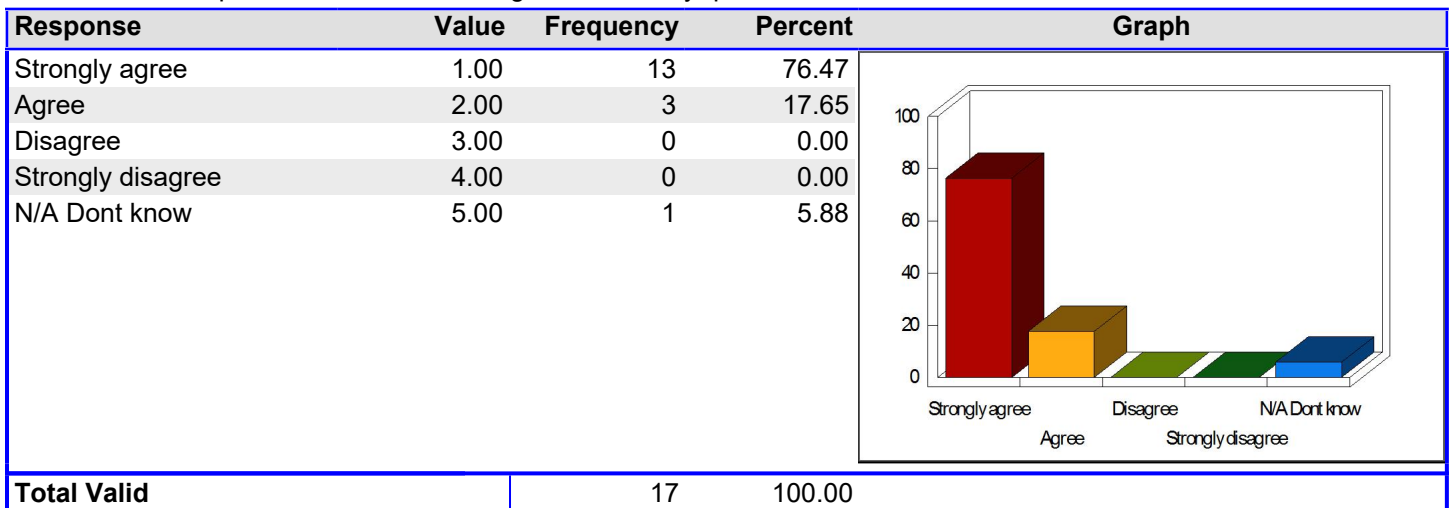 Response Value Frequency Percent Graph
Strongly agree 1.00 13 76.47
Agree 2.00 3 17.65
Disagree 3.00 0 0.00
Strongly disagree 4.00 0 0.00
N/A Dont know 5.00 1 5.88
100
80
60
40
20
0
Strongly agree Disagree N/A Dont know
Agree Strongly disagree
Total Valid 17 100.00